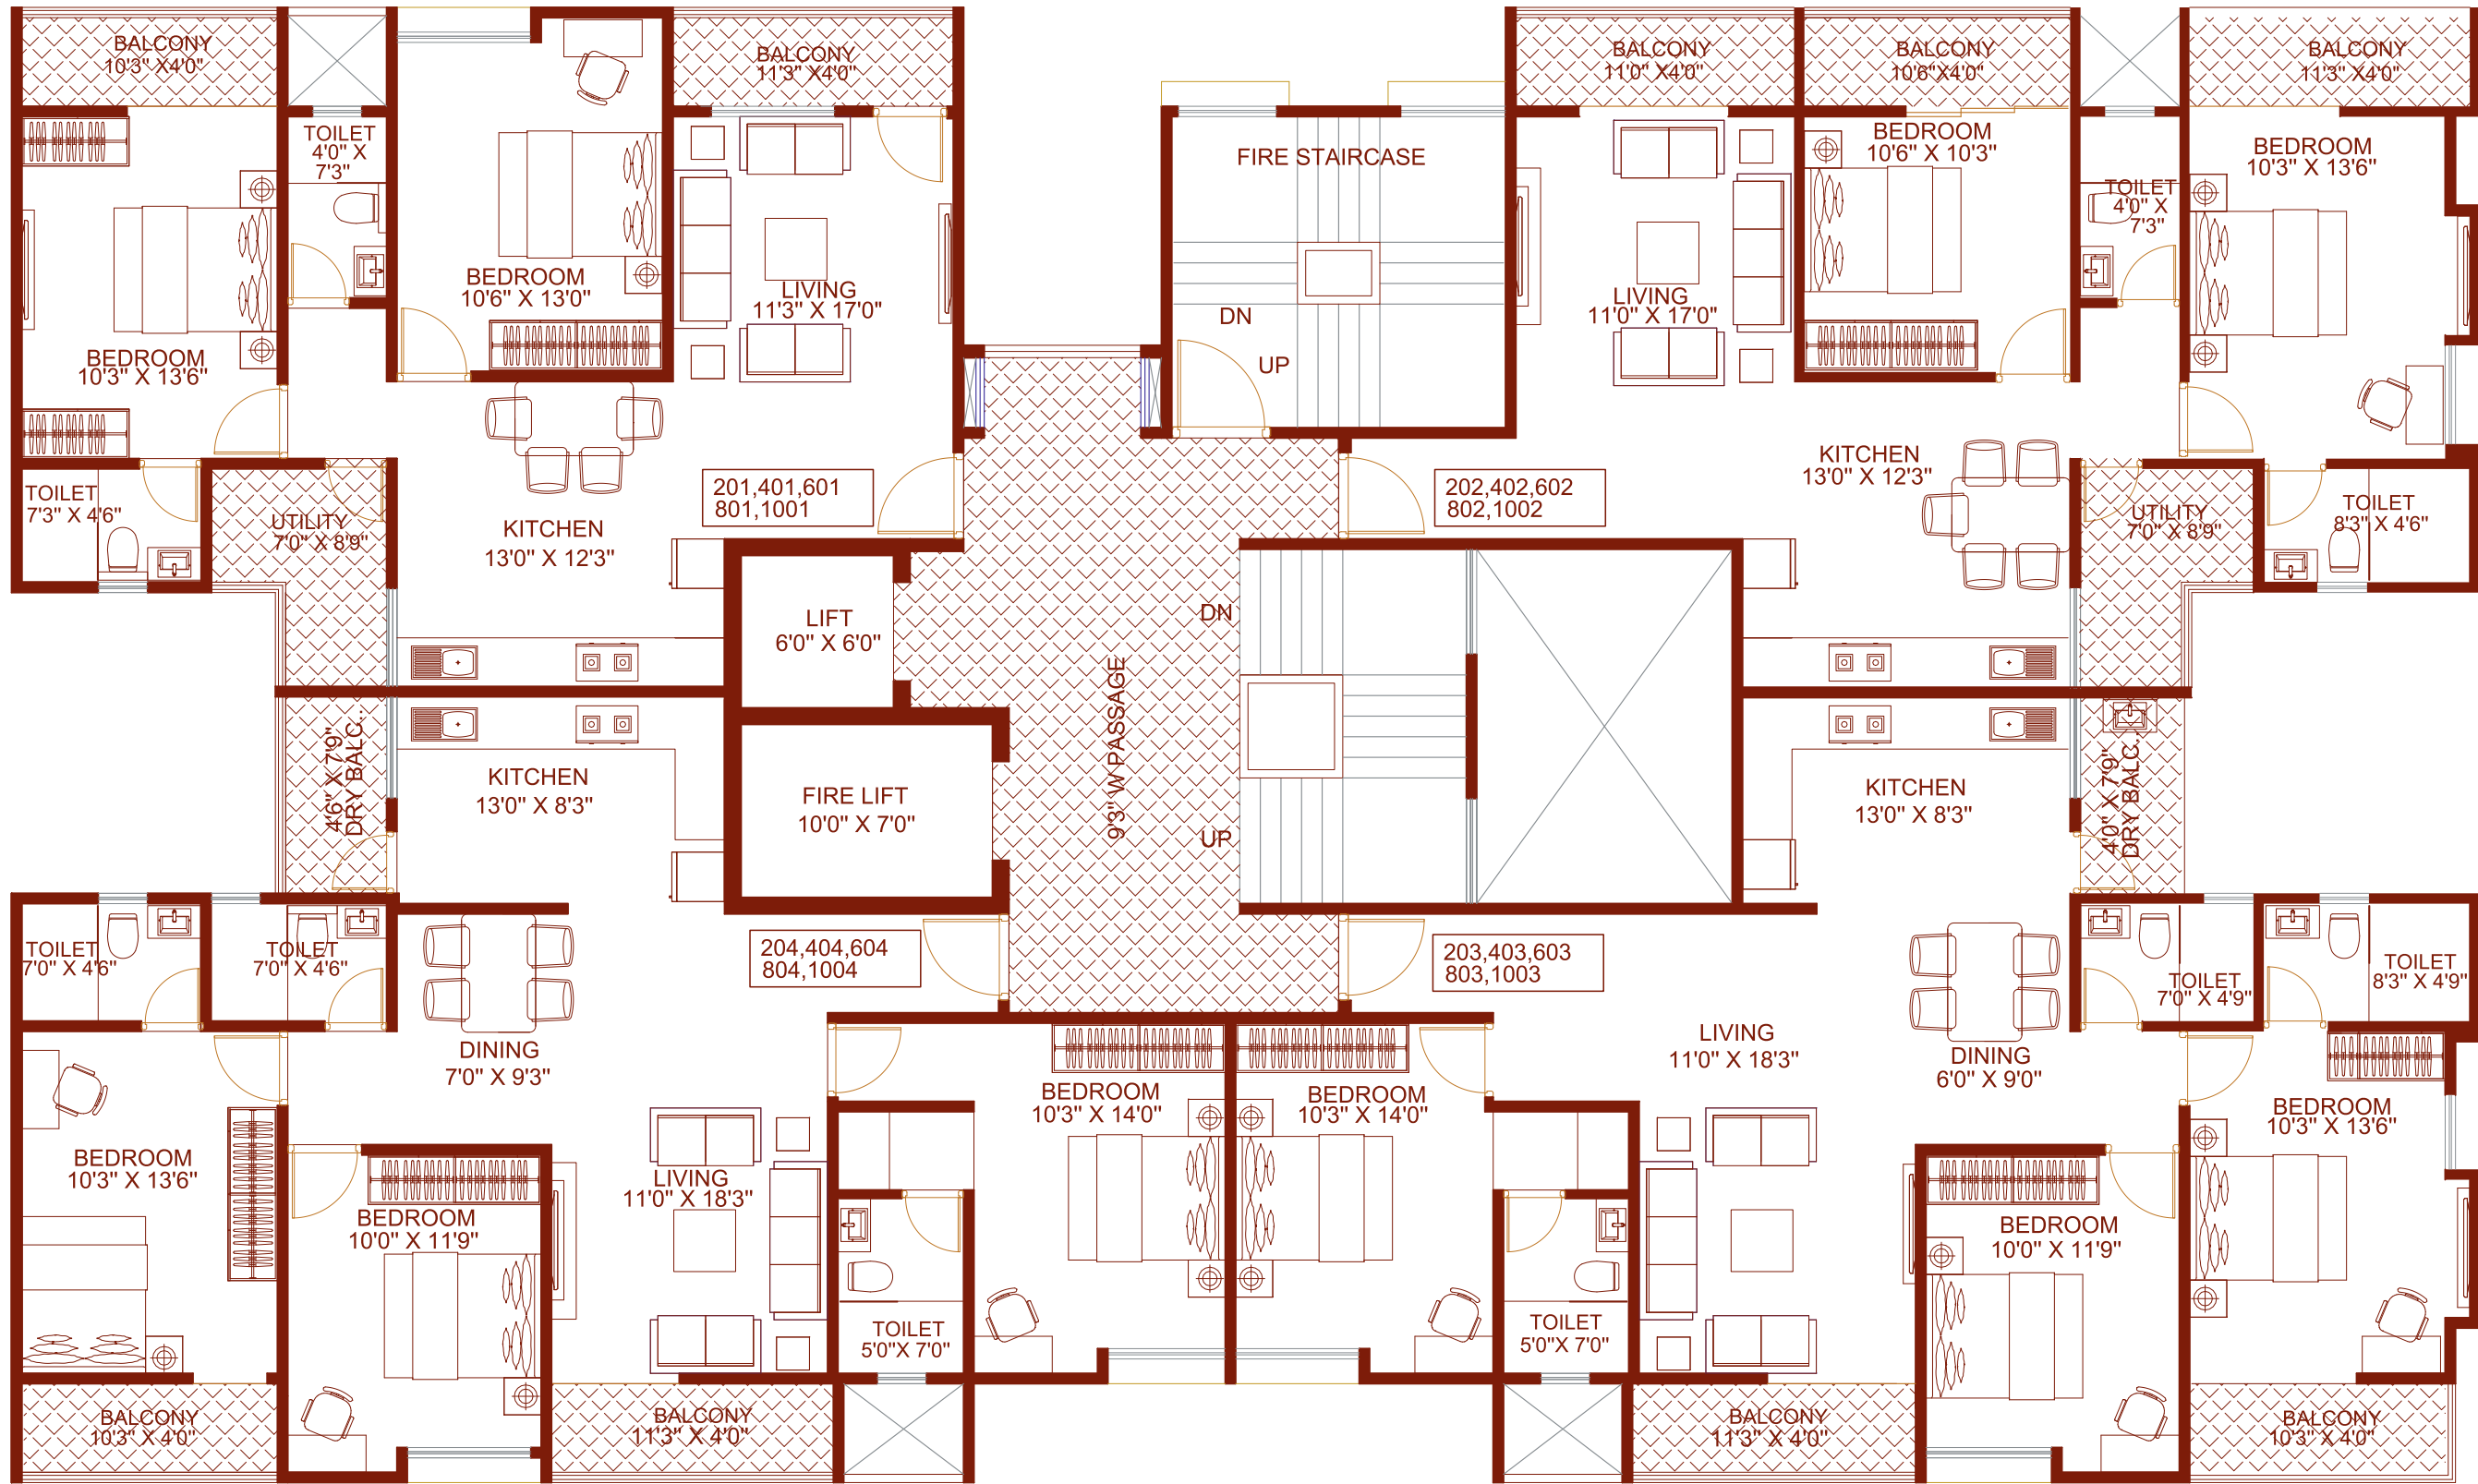 BALCONY
10'3" X4'0"
TOILET
4'0" X
7'3"
BEDROOM
10'3" X 13'6"
BEDROOM
10'6" X 13'0"
BALCONY
11'3" X4'0"
LIVING
11'3" X 17'0"
TOILET
7'3" X 4'6"
UTILITY
7'0" X 8'9"
KITCHEN
13'0" X 12'3"
201,401,601
801,1001
FIRE STAIRCASE
DN
UP
BALCONY
11'0" X4'0"
LIVING
11'0" X 17'0"
BALCONY
10'6"X4'0"
BEDROOM
10'6" X 10'3"
TOILET
4'0" X
7'3"
BALCONY
11'3" X4'0"
BEDROOM
10'3" X 13'6"
202,402,602
802,1002
KITCHEN
13'0" X 12'3"
UTILITY
7'0" X 8'9"
TOILET
8'3" X 4'6"
LIFT
6'0" X 6'0"
FIRE LIFT
10'0" X 7'0"
9'3" W PASSAGE
DN
UP
4'6" X 7'9"
DRY BALC..
KITCHEN
13'0" X 8'3"
KITCHEN
13'0" X 8'3"
4'0" X 7'9"
DRY BALC..
TOILET
7'0" X 4'6"
TOILET
7'0" X 4'6"
204,404,604
804,1004
DINING
7'0" X 9'3"
BEDROOM
10'3" X 13'6"
BEDROOM
10'0" X 11'9"
LIVING
11'0" X 18'3"
BEDROOM
10'3" X 14'0"
TOILET
5'0"X 7'0"
BALCONY
10'3" X 4'0"
BALCONY
11'3" X 4'0"
203,403,603
803,1003
BEDROOM
10'3" X 14'0"
LIVING
11'0" X 18'3"
DINING
6'0" X 9'0"
TOILET
7'0" X 4'9"
TOILET
8'3" X 4'9"
BEDROOM
10'3" X 13'6"
BEDROOM
10'0" X 11'9"
TOILET
5'0"X 7'0"
BALCONY
11'3" X 4'0"
BALCONY
10'3" X 4'0"